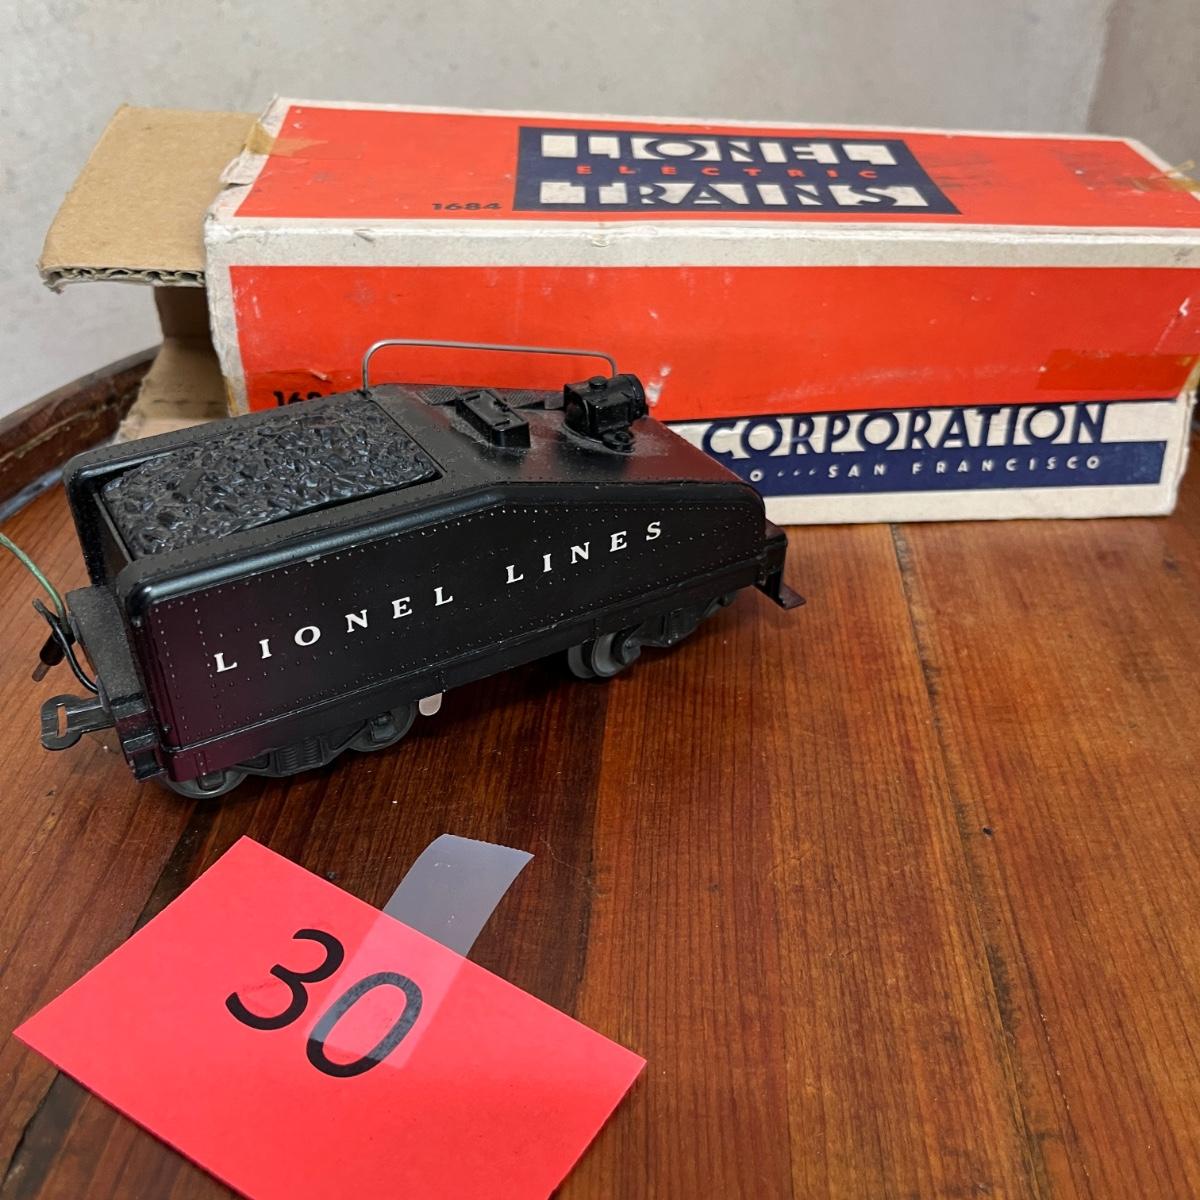 LIONEL
ELECTRIC
TRAINS
1684
CORPORATION
SAN FRANCISCO
LIONEL LINES
30